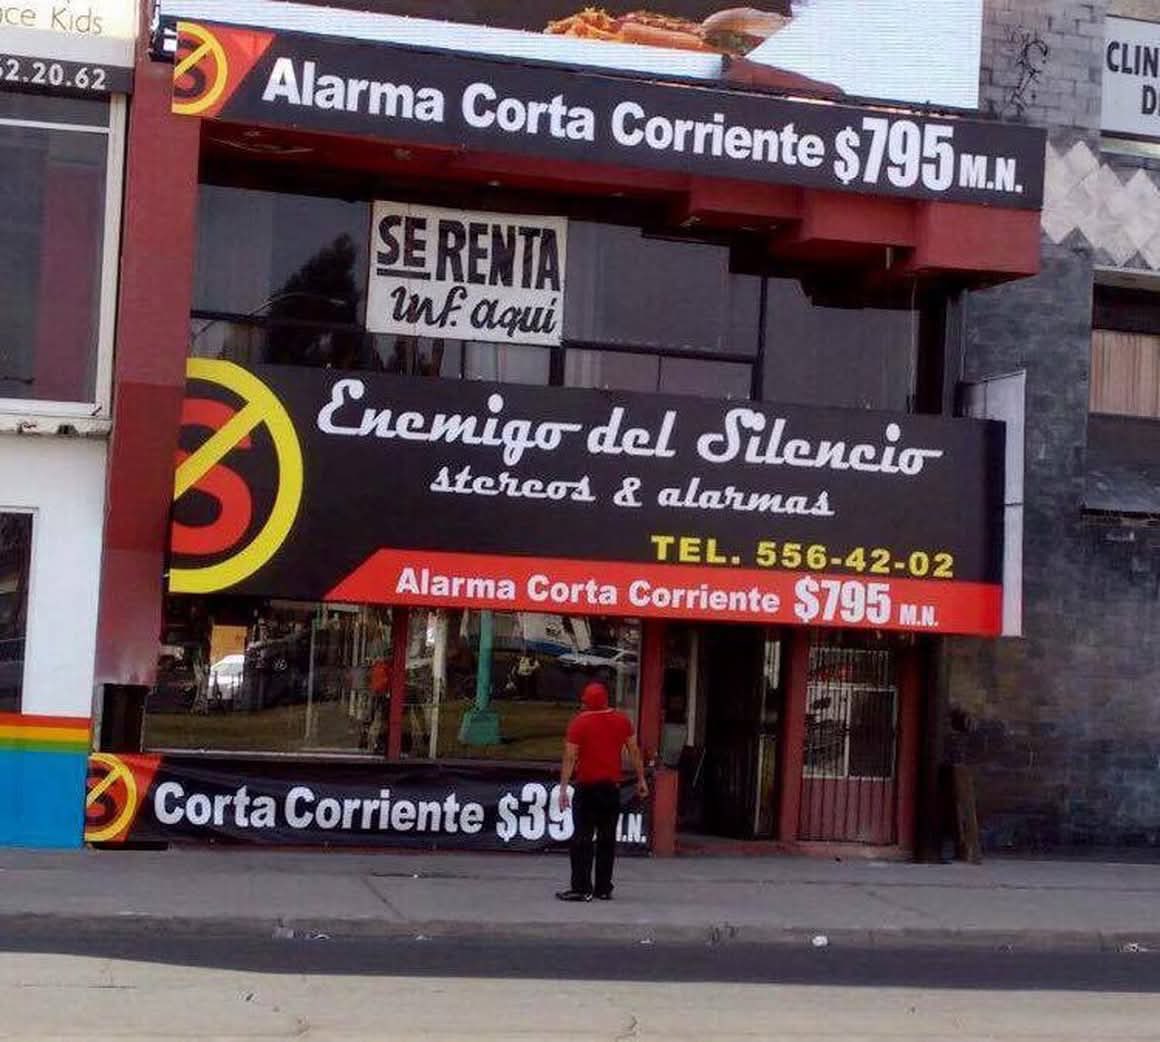 ce Kids
62.20.62
S
Alarma Corta Corriente $795 M.N.
CLIN
D
SE RENTA
inf. aquí
S
Enemigo del Silencio
stereos & alarmas
TEL. 556-42-02
Alarma Corta Corriente $795 M.N.
S
Corta Corriente $39 .N.